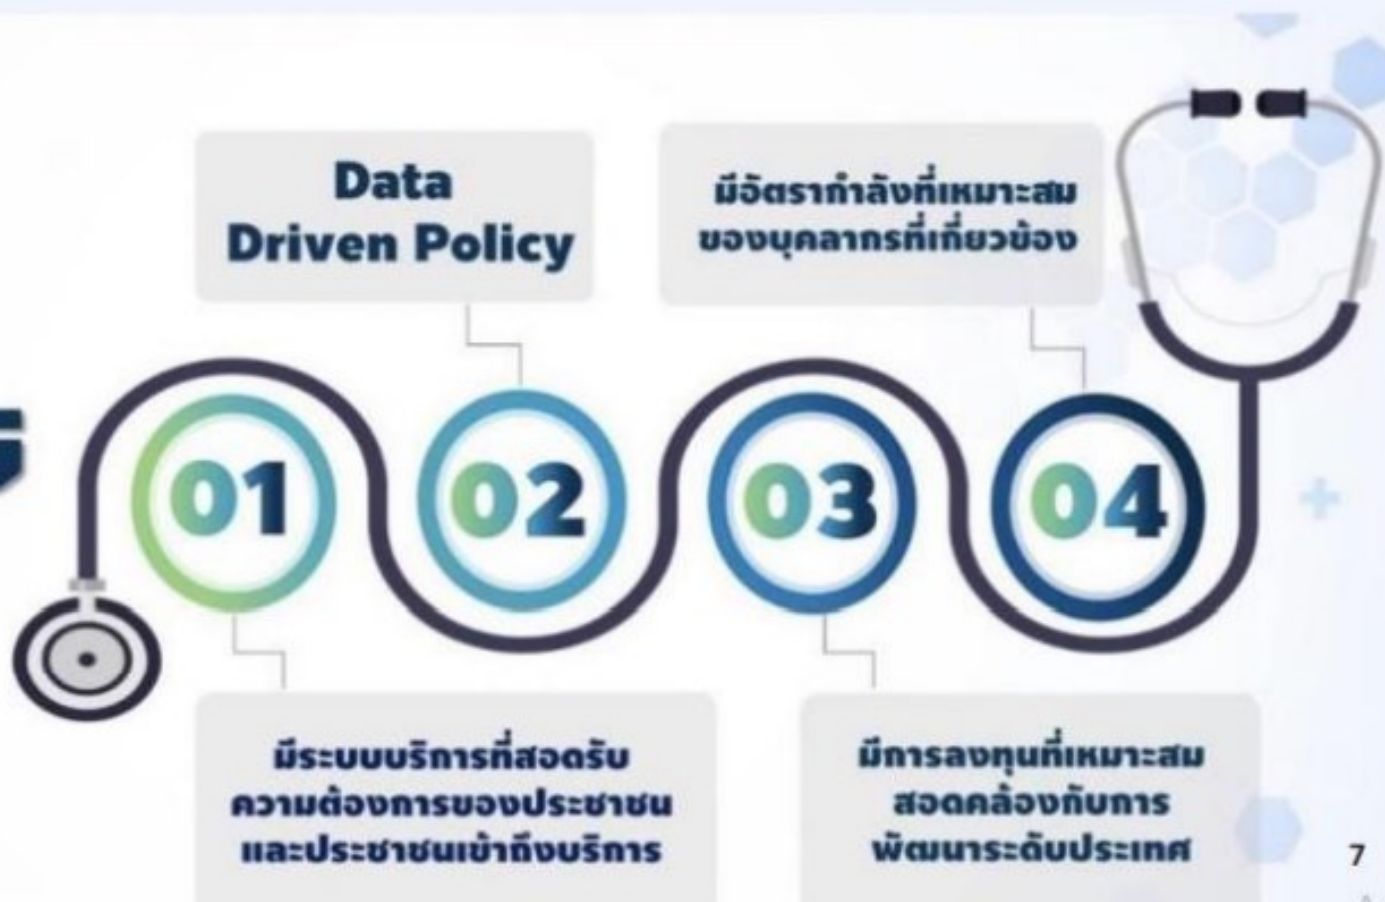 Data
Driven Policy
มีอัตรากำลังที่เหมาะสม
ของบุคลากรที่เกี่ยวข้อง
01
02
03
04
มีระบบบริการที่สอดรับ
ความต้องการของประชาชน
และประชาชนเข้าถึงบริการ
มีการลงทุนที่เหมาะสม
สอดคล้องกับการ
พัฒนาระดับประเทศ
7